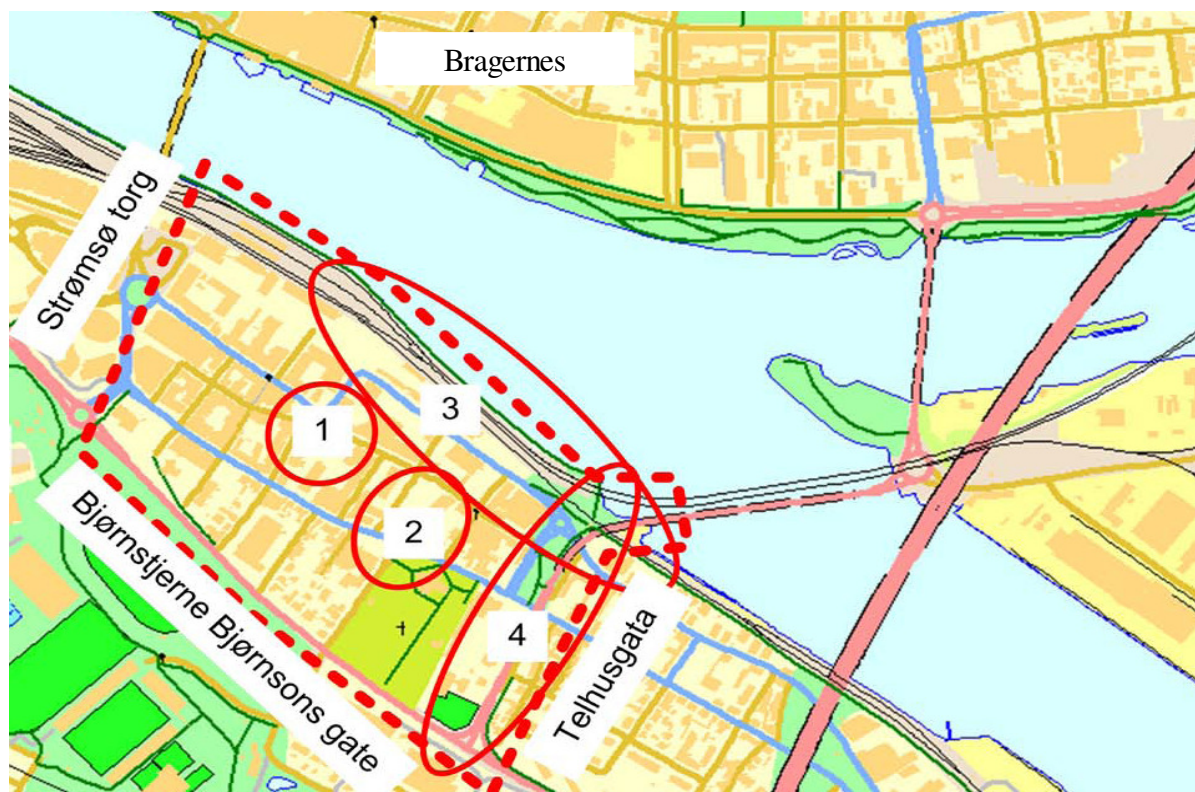 Bragernes
Strømsø torg
1
3
2
4
Bjørnstjerne Bjørnsons gate
Telhusgata